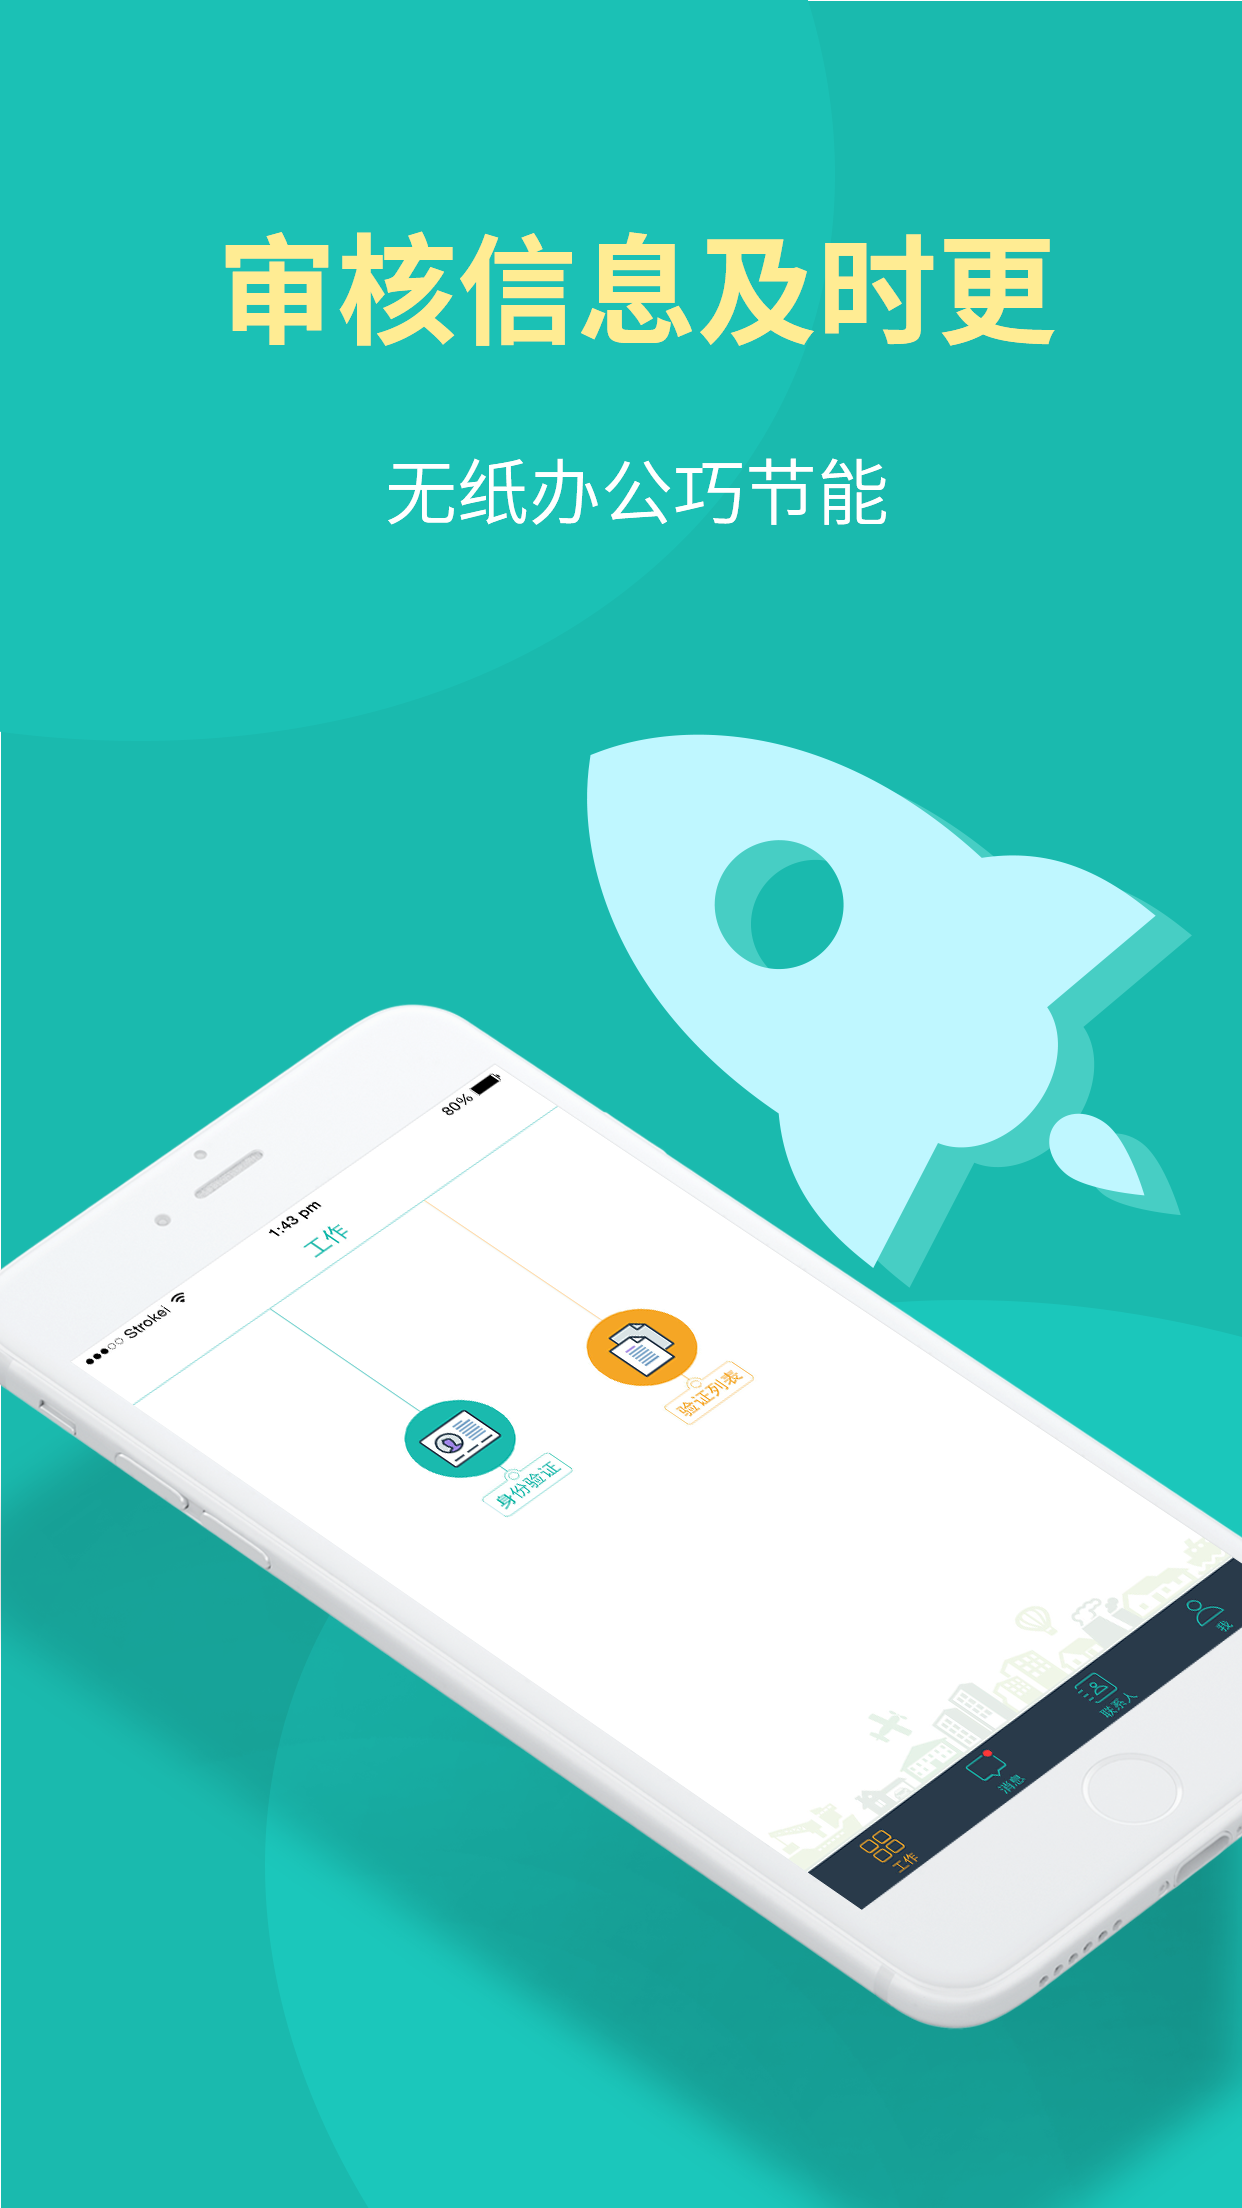 审核信息及时更
无纸办公巧节能
Strokei
1:43 pm
80%
工作
验证列表
身份验证
工作
消息
联系人
我